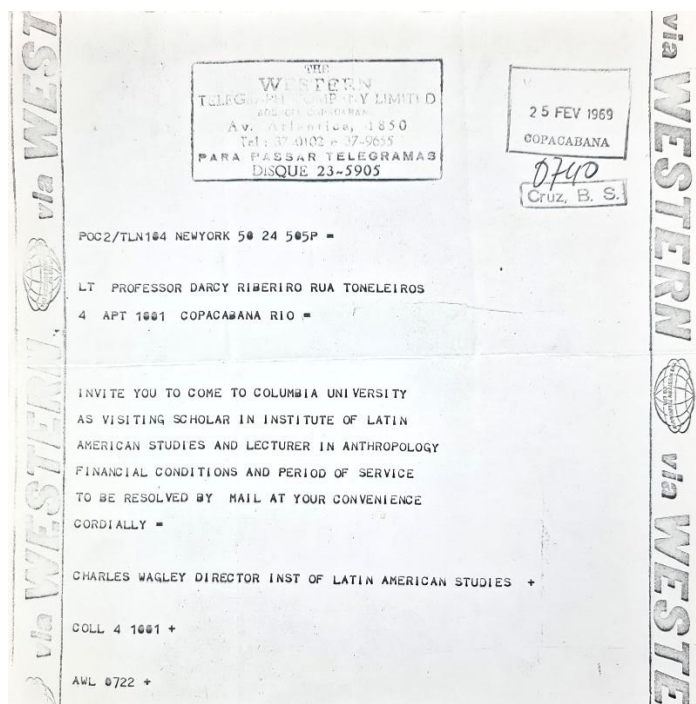 THE
WESTERN
TELEGRAPH COMPANY LIMITED
Av. Atlantica, 1850
Tel: 37-0102 e 37-9655
PARA PASSAR TELEGRAMAS
DISQUE 23-5905
25 FEV 1969
COPACABANA
0740
Cruz, B. S.
via WESTERN
via WESTERN
POC2/TLN104 NEWYORK 50 24 505P =
LT PROFESSOR DARCY RIBERIRO RUA TONELEIROS
4 APT 1001 COPACABANA RIO =
INVITE YOU TO COME TO COLUMBIA UNIVERSITY
AS VISITING SCHOLAR IN INSTITUTE OF LATIN
AMERICAN STUDIES AND LECTURER IN ANTHROPOLOGY
FINANCIAL CONDITIONS AND PERIOD OF SERVICE
TO BE RESOLVED BY MAIL AT YOUR CONVENIENCE
CORDIALLY =
CHARLES WAGLEY DIRECTOR INST OF LATIN AMERICAN STUDIES +
COLL 4 1001 +
AWL 0722 +
via WEST
via WESTE
via